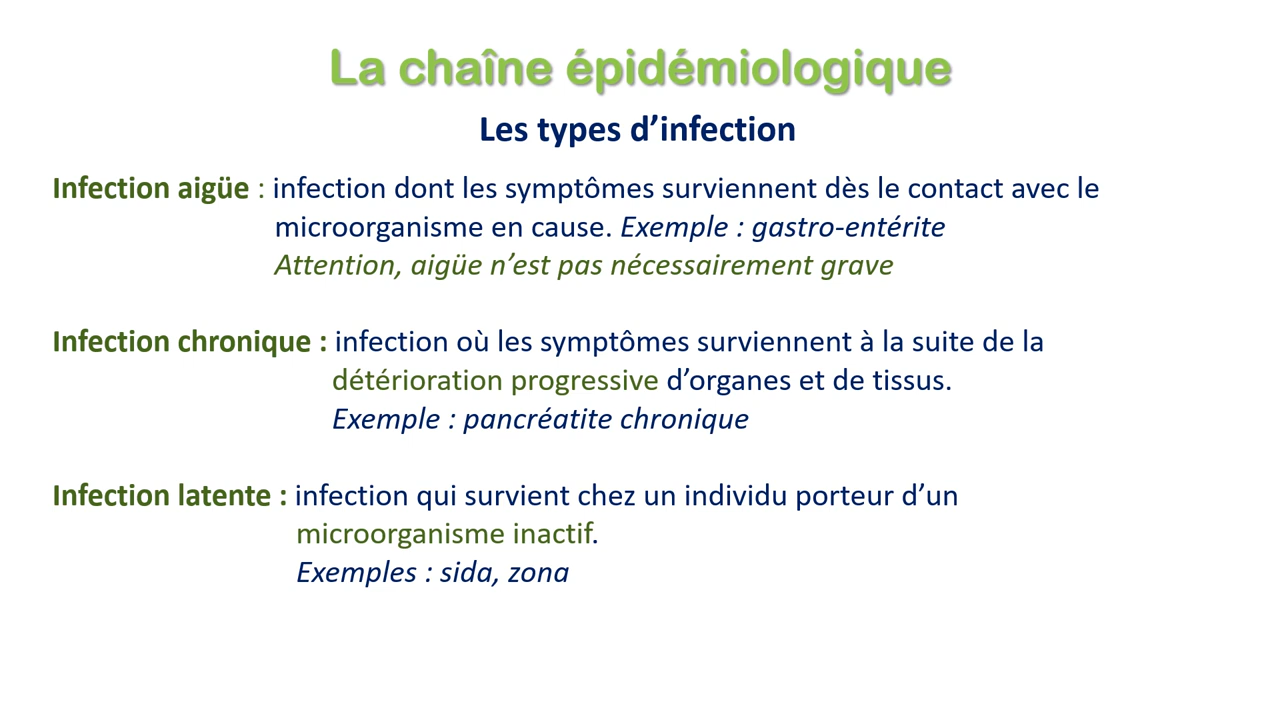 La chaîne épidémiologique
Les types d’infection
Infection aigüe : infection dont les symptômes surviennent dès le contact avec le
microorganisme en cause. Exemple : gastro-entérite
Attention, aigüe n’est pas nécessairement grave
Infection chronique : infection où les symptômes surviennent à la suite de la
détérioration progressive d’organes et de tissus.
Exemple : pancréatite chronique
Infection latente : infection qui survient chez un individu porteur d’un
microorganisme inactif.
Exemples : sida, zona